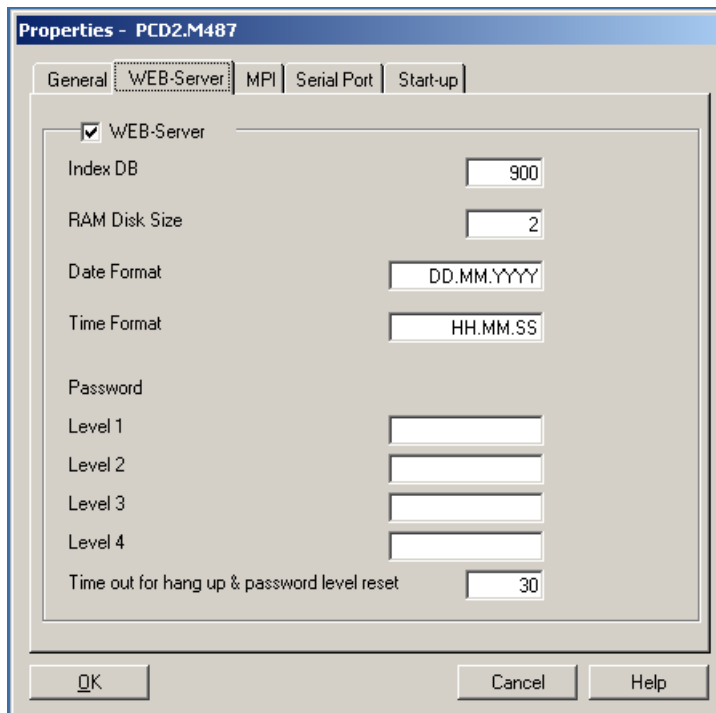 Properties - PCD2.M487
General WEB-Server MPI Serial Port Start-up
WEB-Server
Index DB 900
RAM Disk Size 2
Date Format DD.MM.YYYY
Time Format HH.MM.SS
Password
Level 1
Level 2
Level 3
Level 4
Time out for hang up & password level reset 30
OK Cancel Help